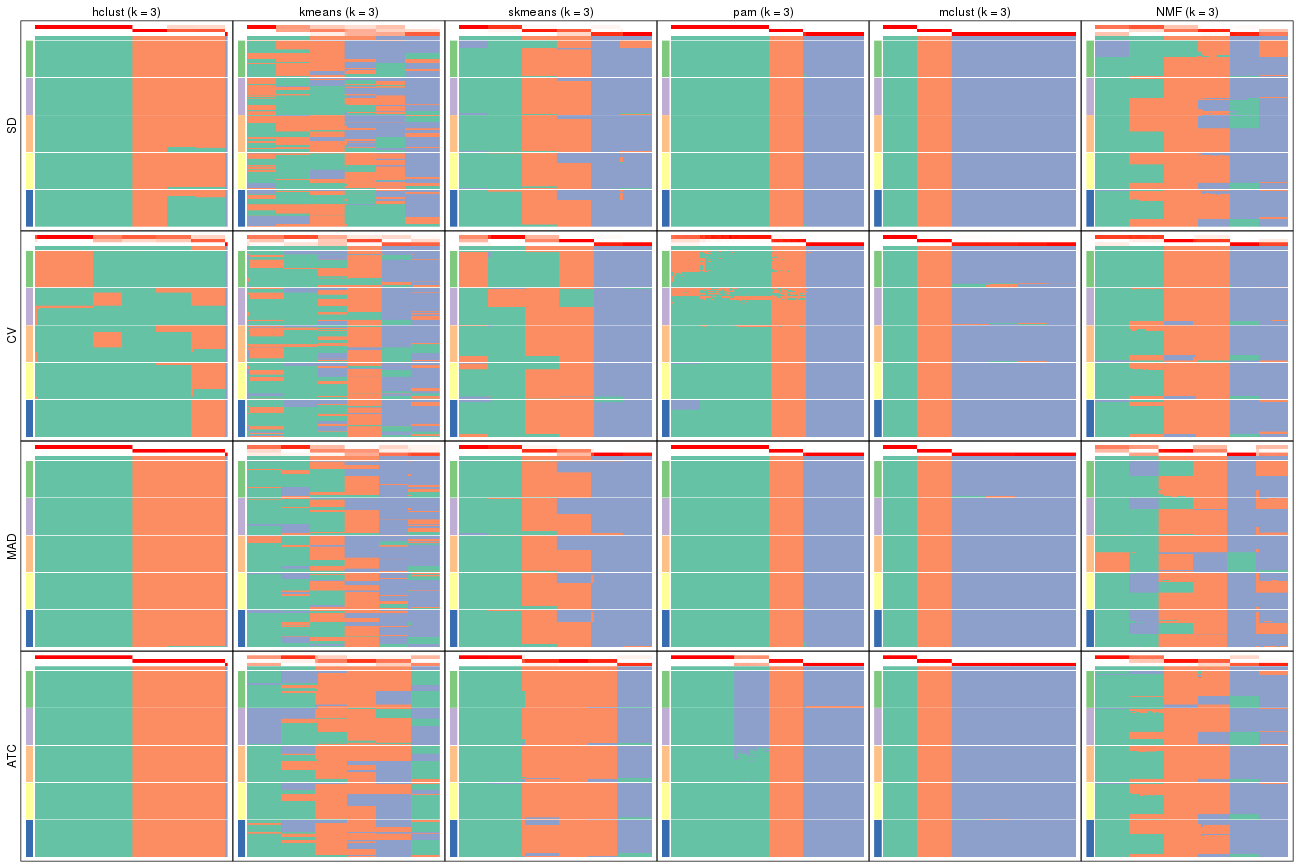 hclust (k = 3) kmeans (k = 3) skmeans (k = 3) pam (k = 3) mclust (k = 3) NMF (k = 3)
SD
CV
MAD
ATC